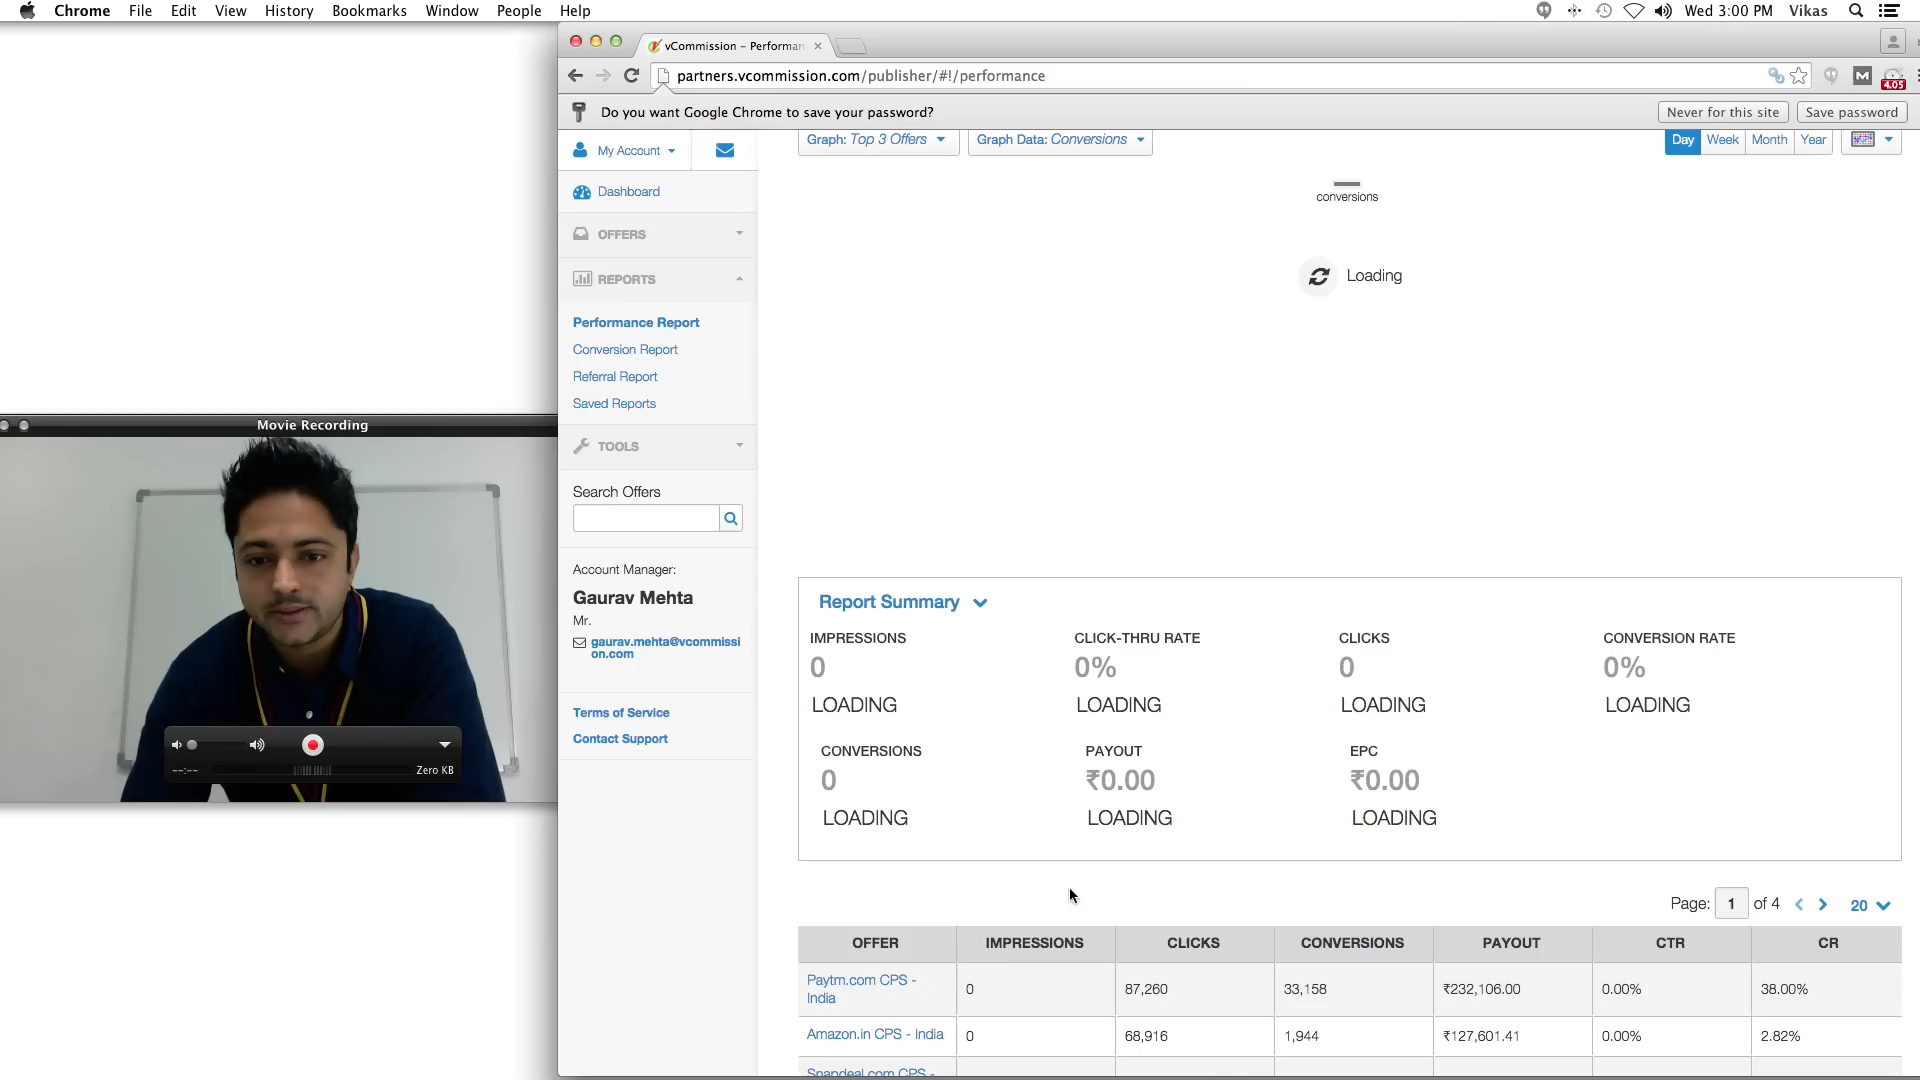 Chrome File Edit View History Bookmarks Window People Help
Wed 3:00 PM Vikas
vCommission – Performan
partners.vcommission.com/publisher/#!/performance
M
4.05
Do you want Google Chrome to save your password?
Never for this site
Save password
My Account
Dashboard
OFFERS
REPORTS
Performance Report
Conversion Report
Referral Report
Saved Reports
TOOLS
Search Offers
Account Manager:
Gaurav Mehta
Mr.
gaurav.mehta@vcommissi
on.com
Terms of Service
Contact Support
Movie Recording
--:--
Zero KB
Graph: Top 3 Offers
Graph Data: Conversions
Day Week Month Year
conversions
Loading
Report Summary
IMPRESSIONS CLICK-THRU RATE CLICKS CONVERSION RATE
0 0% 0 0%
LOADING LOADING LOADING LOADING
CONVERSIONS PAYOUT EPC
0 ₹0.00 ₹0.00
LOADING LOADING LOADING
Page: 1 of 4 20
OFFER IMPRESSIONS CLICKS CONVERSIONS PAYOUT CTR CR
Paytm.com CPS -
India
0 87,260 33,158 ₹232,106.00 0.00% 38.00%
Amazon.in CPS - India 0 68,916 1,944 ₹127,601.41 0.00% 2.82%
Snapdeal.com CPS -